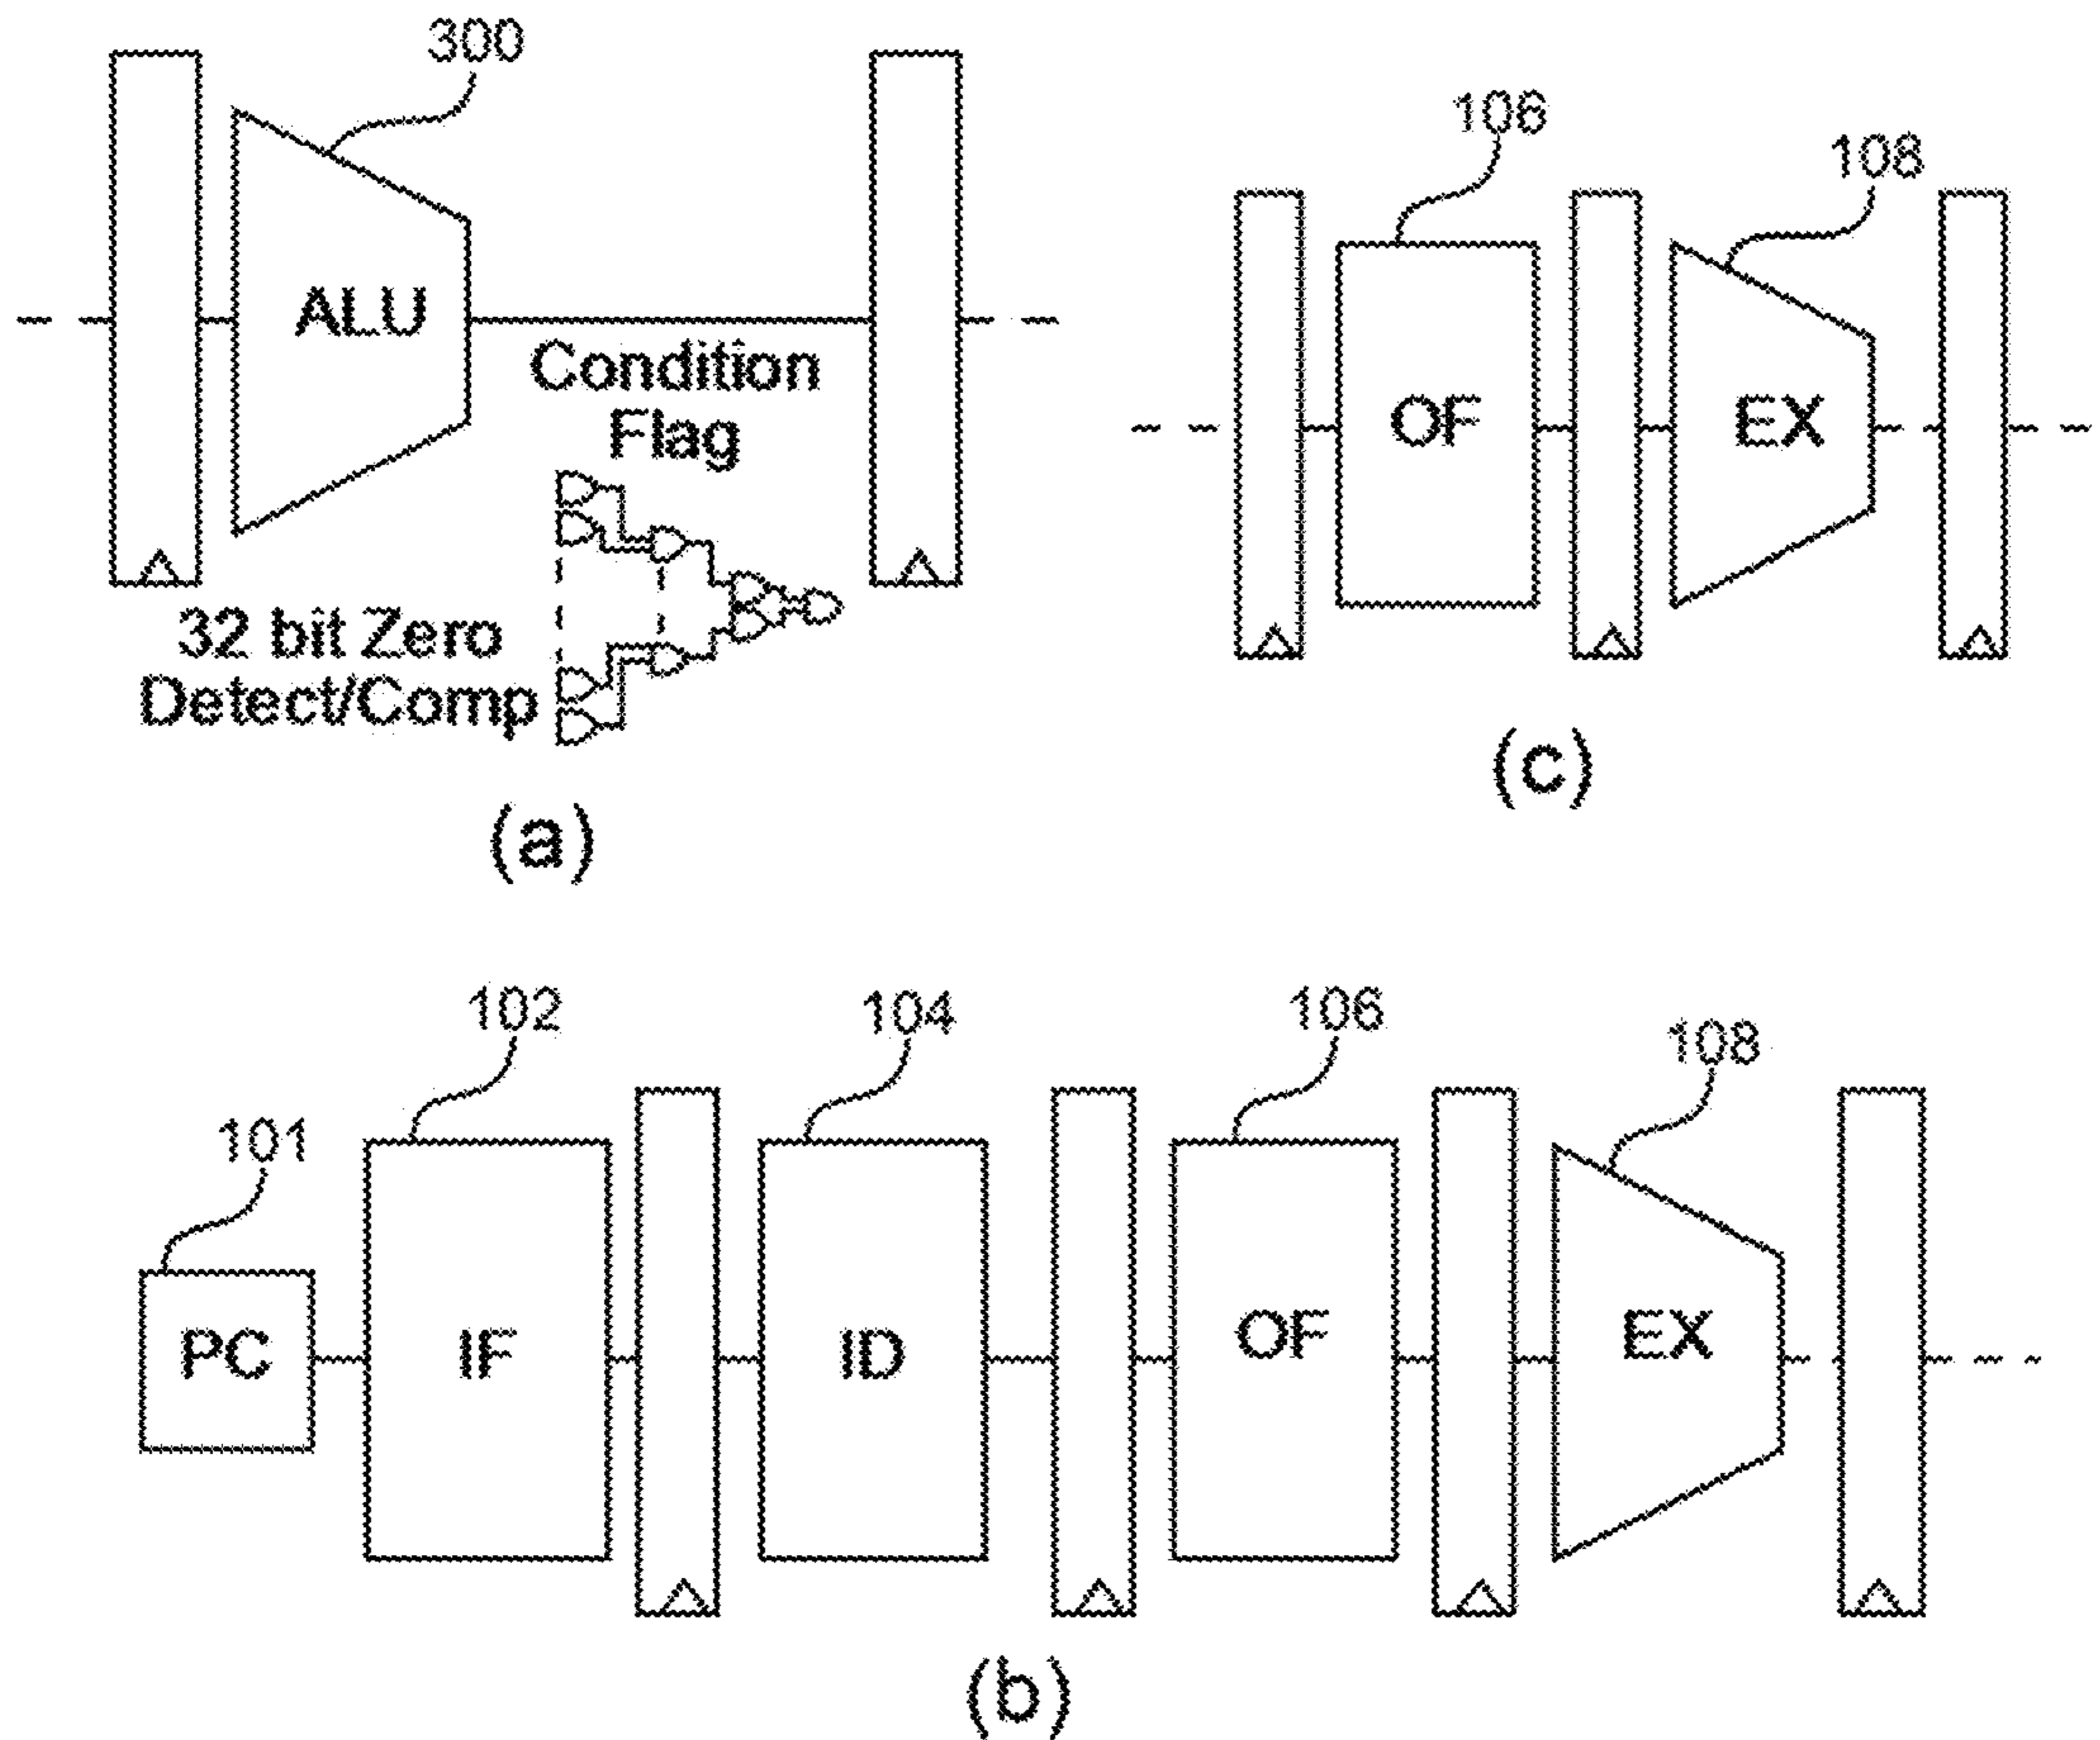 300
ALU
Condition
Flag
32 bit Zero
Detect/Comp
(a)
106
108
OF
EX
(c)
102
104
106
108
101
PC
IF
ID
OF
EX
(b)